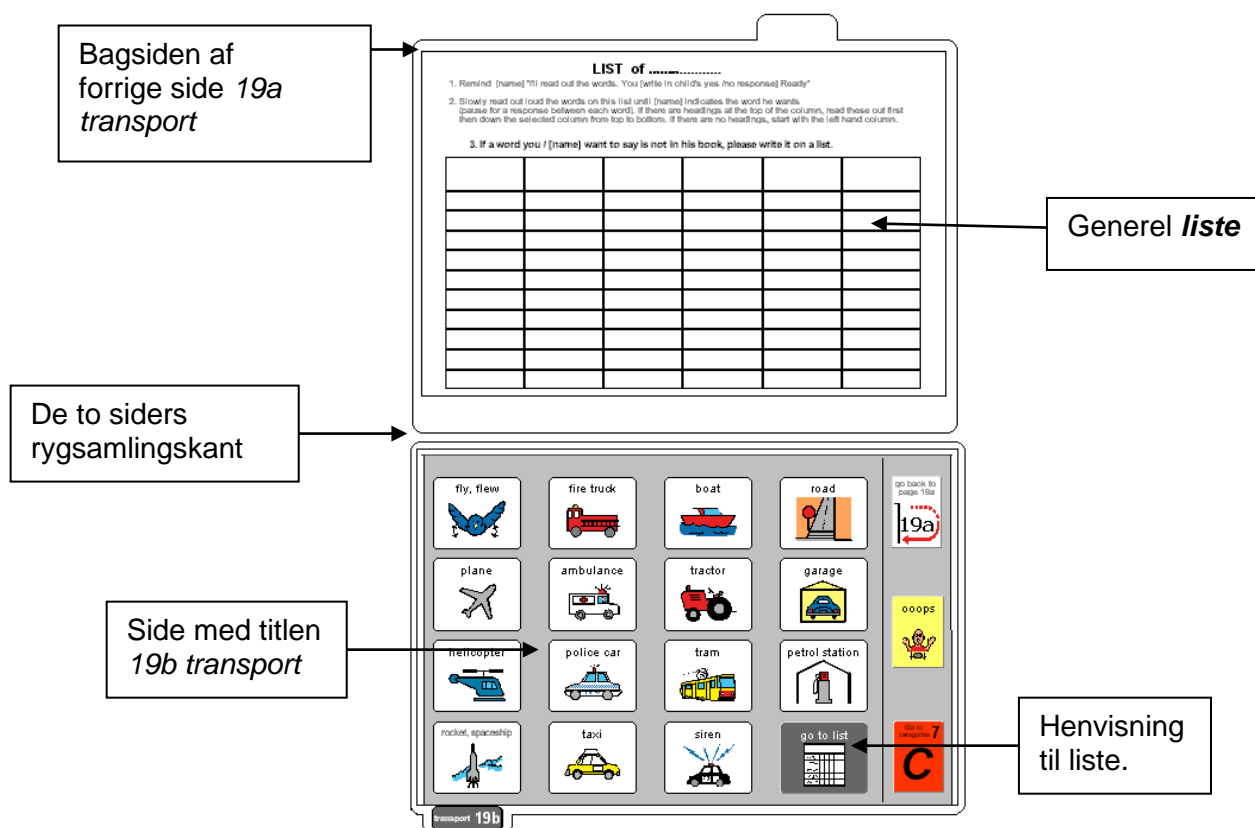 Bagsiden af
forrige side 19a
transport
LIST of ......................
1. Remind [name] "I'll read out the words. You [write in child's yes /no response] Ready"
2. Slowly read out loud the words on this list until [name] indicates the word he wants
(pause for a response between each word). If there are headings at the top of the column, read these out first
then down the selected column from top to bottom. If there are no headings, start with the left hand column.
3. If a word you / [name] want to say is not in his book, please write it on a list.
Generel liste
De to siders
rygsamlingskant
fly, flew
fire truck
boat
road
go back to
page 19a
19a
plane
ambulance
tractor
garage
ooops
Side med titlen
19b transport
helicopter
police car
tram
petrol station
rocket, spaceship
taxi
siren
go to list
Go to
categories 7
C
Henvisning
til liste.
transport 19b